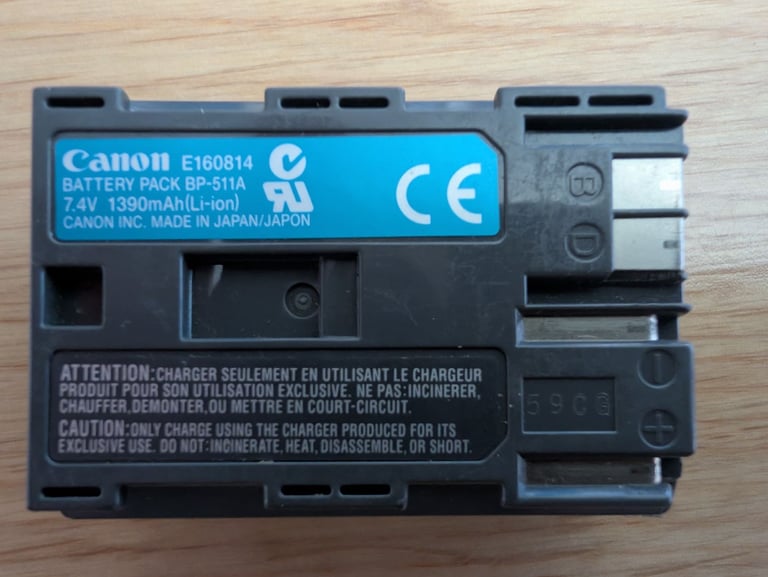 Canon E160814
BATTERY PACK BP-511A
7.4V 1390mAh(Li-ion)
CANON INC. MADE IN JAPAN/JAPON
CE
B
D
ATTENTION:CHARGER SEULEMENT EN UTILISANT LE CHARGEUR
PRODUIT POUR SON UTILISATION EXCLUSIVE. NE PAS:INCINERER,
CHAUFFER,DEMONTER,OU METTRE EN COURT-CIRCUIT.
CAUTION:ONLY CHARGE USING THE CHARGER PRODUCED FOR ITS
EXCLUSIVE USE. DO NOT:INCINERATE, HEAT, DISASSEMBLE, OR SHORT.
−
59CG
+